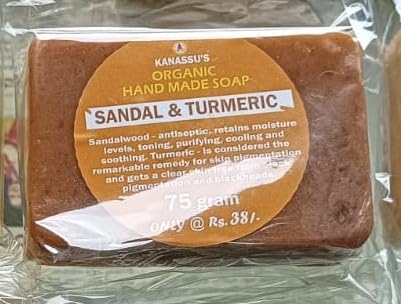 KANASSU'S
ORGANIC
HAND MADE SOAP
SANDAL & TURMERIC
Sandalwood - antiseptic, retains moisture
levels, toning, purifying, cooling and
soothing. Turmeric - is considered the
remarkable remedy for skin pigmentation
and gets a clear skin free from
pigmentation and blackheads.
75 gram
ONLY @ Rs. 38/-